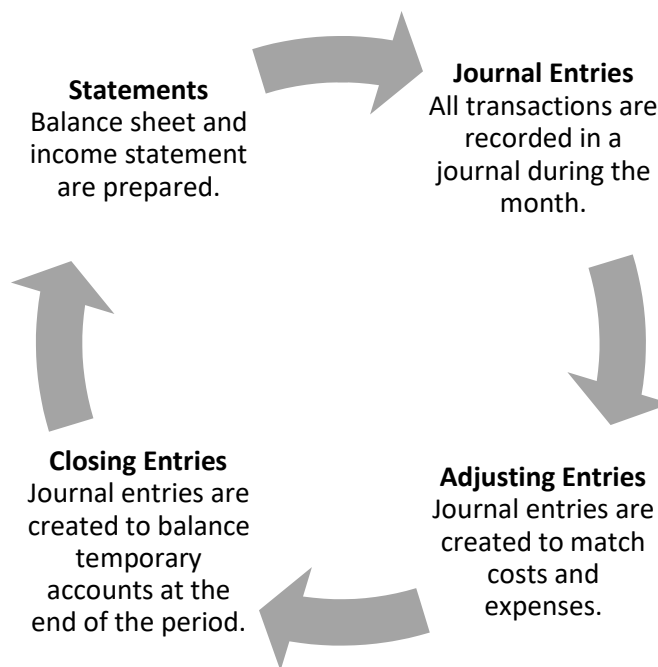 Statements
Balance sheet and
income statement
are prepared.
Journal Entries
All transactions are
recorded in a
journal during the
month.
Adjusting Entries
Journal entries are
created to match
costs and
expenses.
Closing Entries
Journal entries are
created to balance
temporary
accounts at the
end of the period.